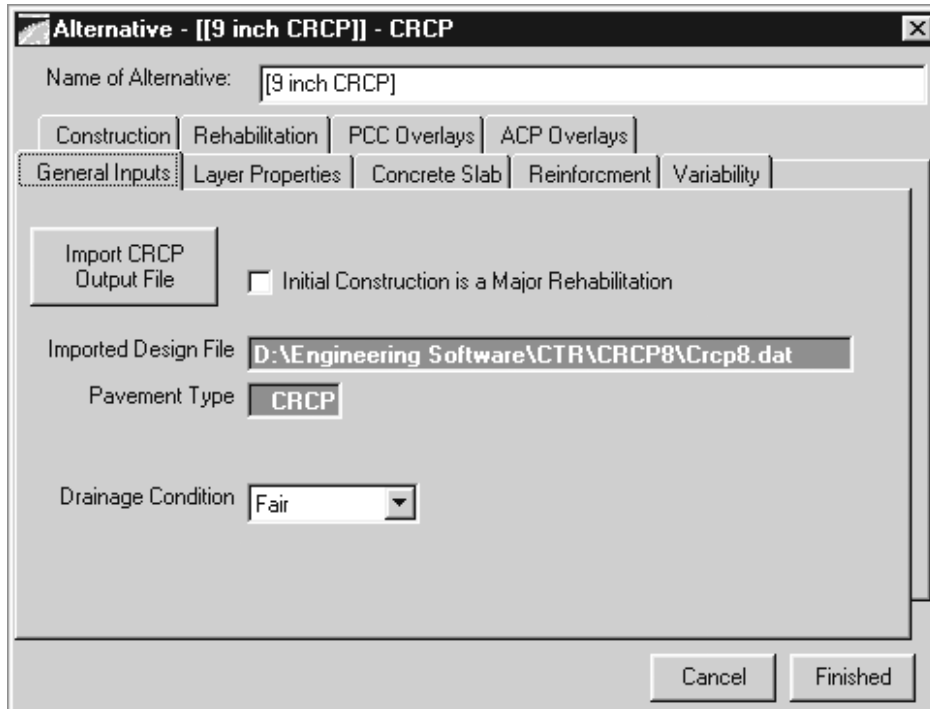 Alternative - [[9 inch CRCP]] - CRCP
Name of Alternative: [9 inch CRCP]
Construction Rehabilitation PCC Overlays ACP Overlays
General Inputs Layer Properties Concrete Slab Reinforcment Variability
Import CRCP
Output File
Initial Construction is a Major Rehabilitation
Imported Design File D:\Engineering Software\CTR\CRCP8\Crcp8.dat
Pavement Type CRCP
Drainage Condition Fair
Cancel Finished